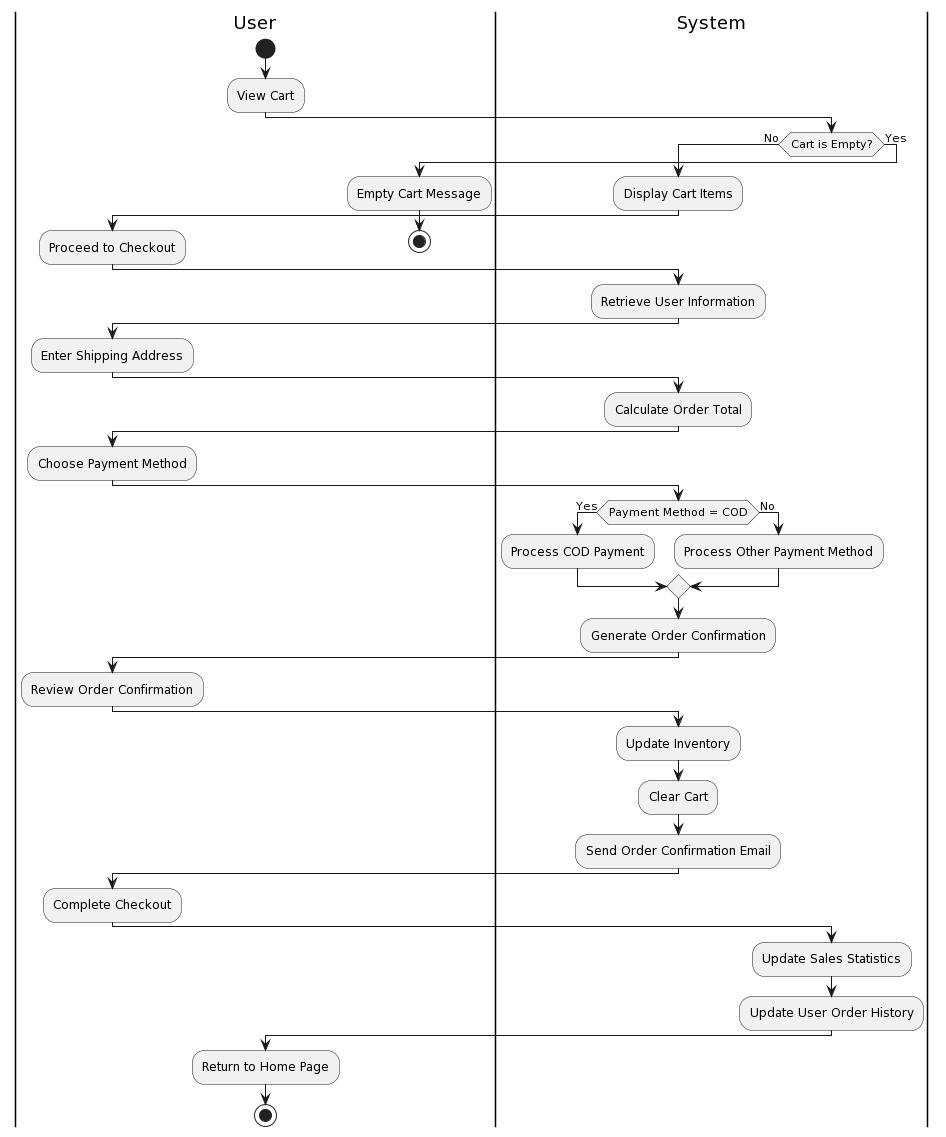 User
System
View Cart
Cart is Empty?
No
Yes
Empty Cart Message
Display Cart Items
Proceed to Checkout
Retrieve User Information
Enter Shipping Address
Calculate Order Total
Choose Payment Method
Yes
Payment Method = COD
No
Process COD Payment
Process Other Payment Method
Generate Order Confirmation
Review Order Confirmation
Update Inventory
Clear Cart
Send Order Confirmation Email
Complete Checkout
Update Sales Statistics
Update User Order History
Return to Home Page